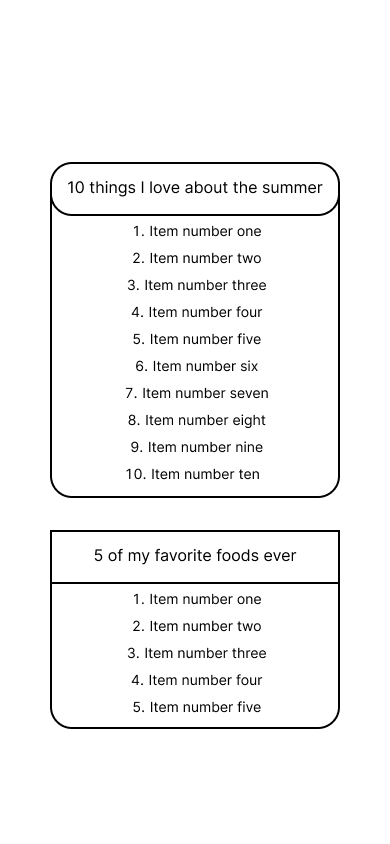 10 things I love about the summer
1. Item number one
2. Item number two
3. Item number three
4. Item number four
5. Item number five
6. Item number six
7. Item number seven
8. Item number eight
9. Item number nine
10. Item number ten
5 of my favorite foods ever
1. Item number one
2. Item number two
3. Item number three
4. Item number four
5. Item number five